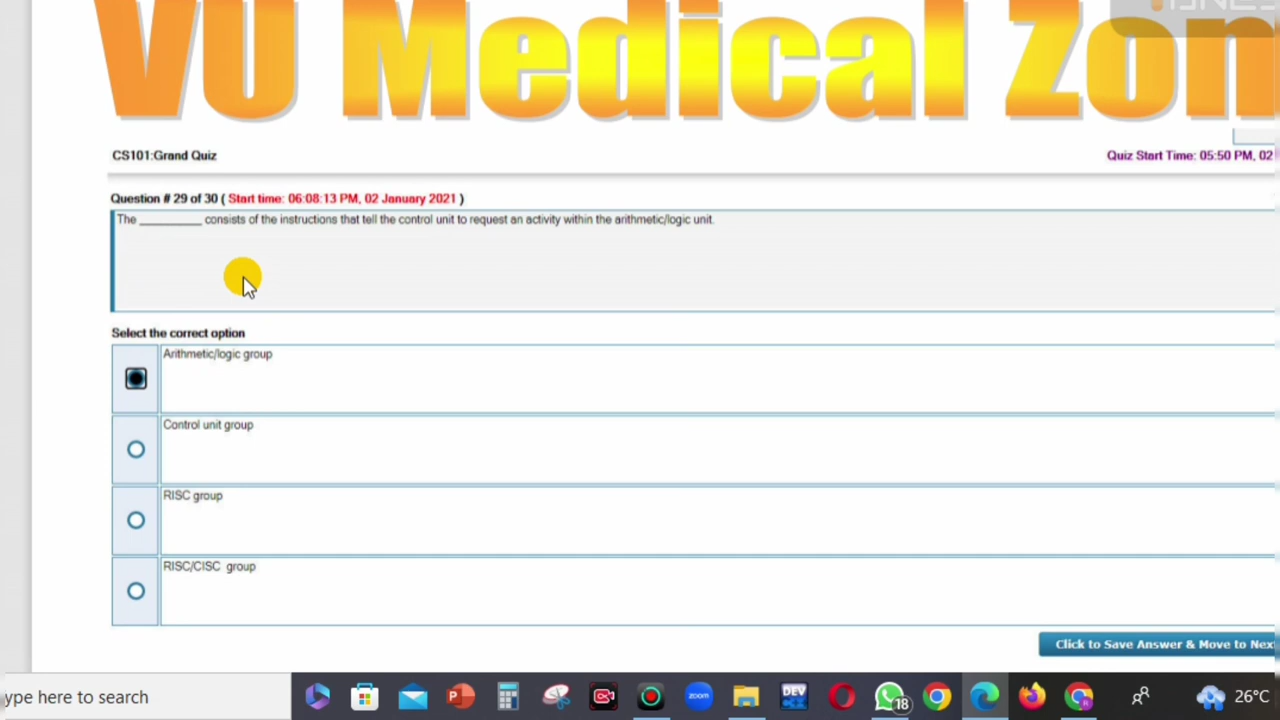 VU Medical Zon
CS101:Grand Quiz
Quiz Start Time: 05:50 PM, 02
Question # 29 of 30 ( Start time: 06:08:13 PM, 02 January 2021 )
The __________ consists of the instructions that tell the control unit to request an activity within the arithmetic/logic unit.
Select the correct option
Arithmetic/logic group
Control unit group
RISC group
RISC/CISC group
Click to Save Answer & Move to Nex
ype here to search
zoom
DEV
18
26°C